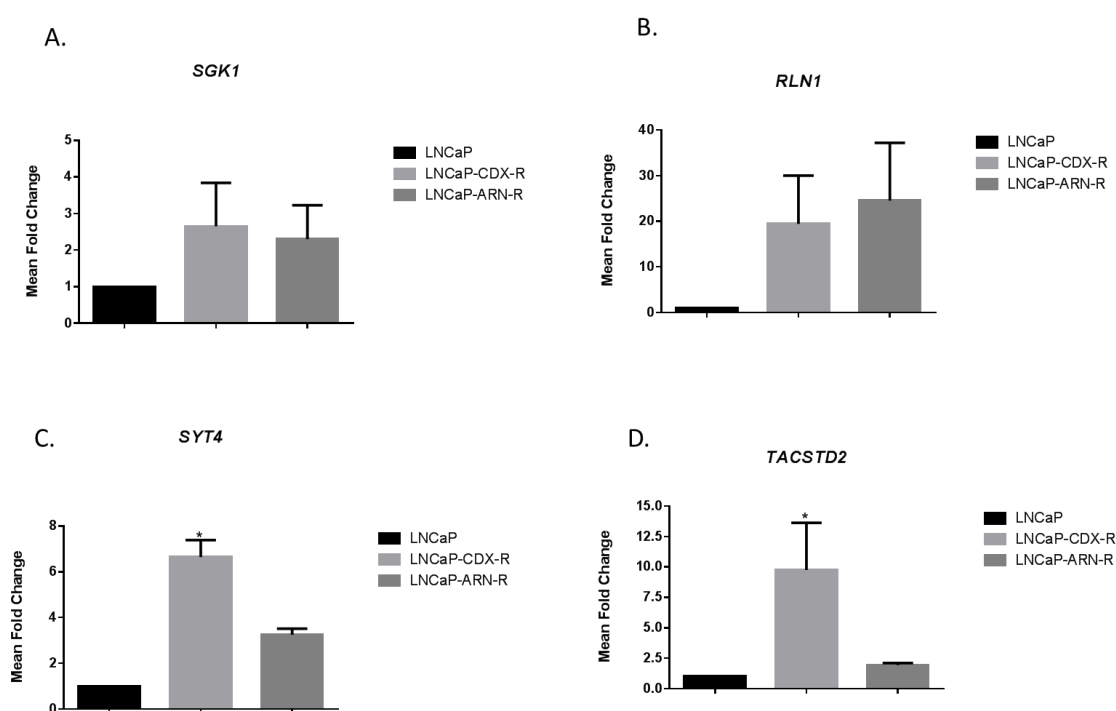 A.
SGK1
Mean Fold Change
5
4
3
2
1
0
LNCaP
LNCaP-CDX-R
LNCaP-ARN-R
B.
RLN1
Mean Fold Change
40
30
20
10
0
LNCaP
LNCaP-CDX-R
LNCaP-ARN-R
C.
SYT4
Mean Fold Change
8
6
4
2
0
*
LNCaP
LNCaP-CDX-R
LNCaP-ARN-R
D.
TACSTD2
Mean Fold Change
15.0
12.5
10.0
7.5
5.0
2.5
0.0
*
LNCaP
LNCaP-CDX-R
LNCaP-ARN-R